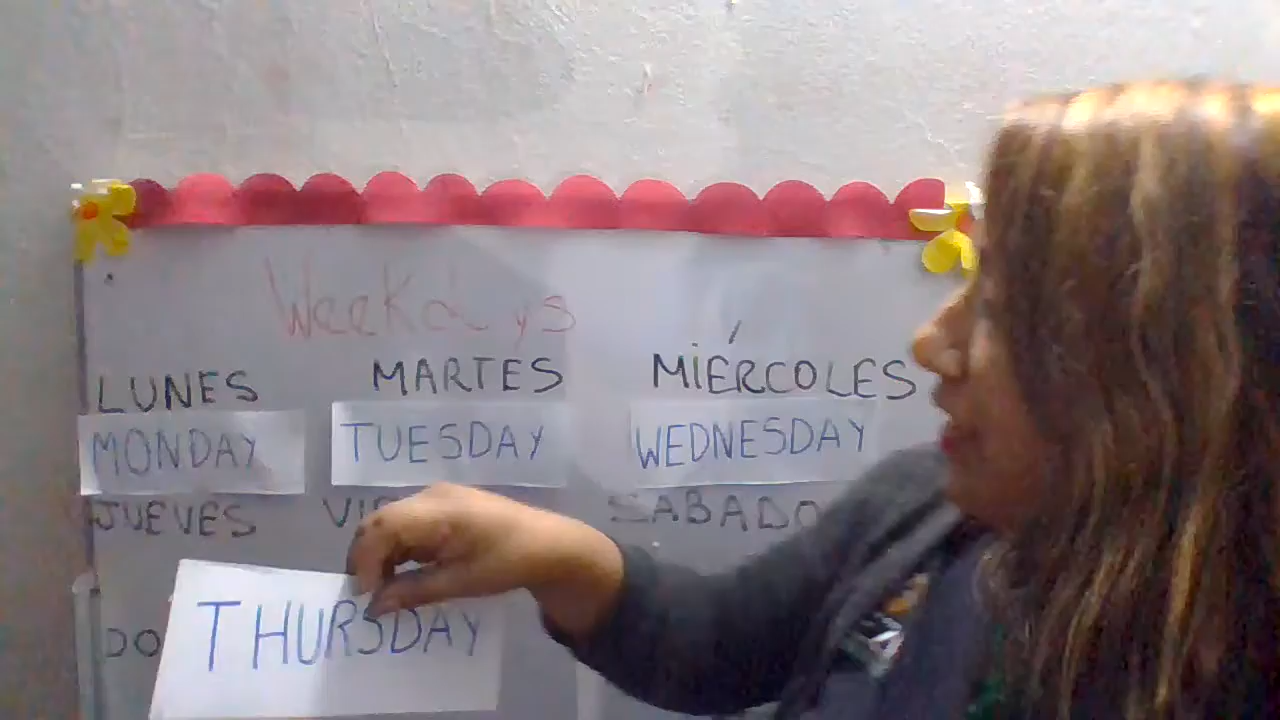 Weekdays
LUNES MARTES MIÉRCOLES
MONDAY TUESDAY WEDNESDAY
JUEVES SABADO
THURSDAY